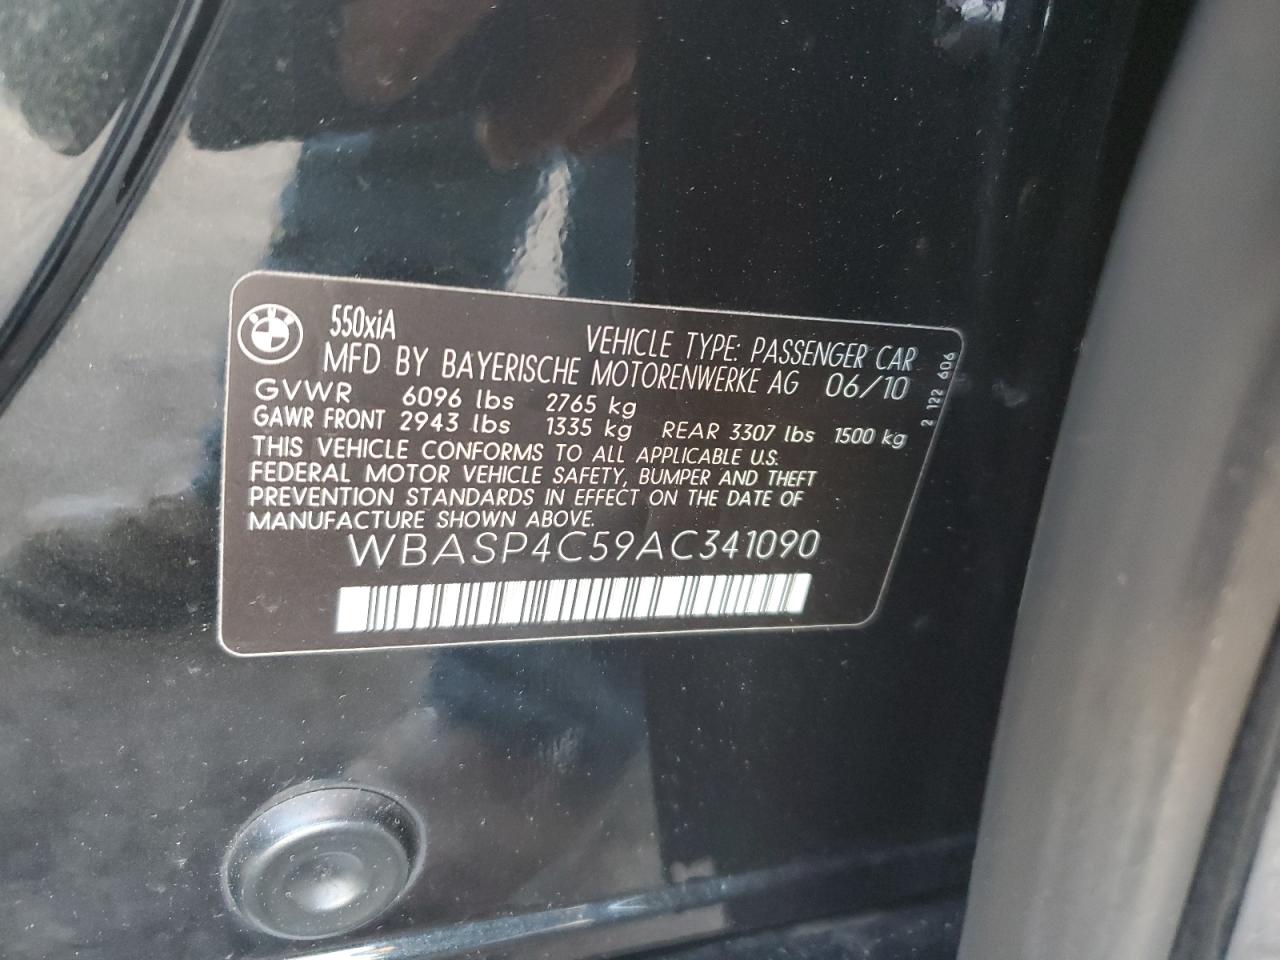 550xiA VEHICLE TYPE: PASSENGER CAR
MFD BY BAYERISCHE MOTORENWERKE AG 06/10
GVWR 6096 lbs 2765 kg
GAWR FRONT 2943 lbs 1335 kg REAR 3307 lbs 1500 kg
THIS VEHICLE CONFORMS TO ALL APPLICABLE U.S.
FEDERAL MOTOR VEHICLE SAFETY, BUMPER AND THEFT
PREVENTION STANDARDS IN EFFECT ON THE DATE OF
MANUFACTURE SHOWN ABOVE.
WBASP4C59AC341090
2 122 606